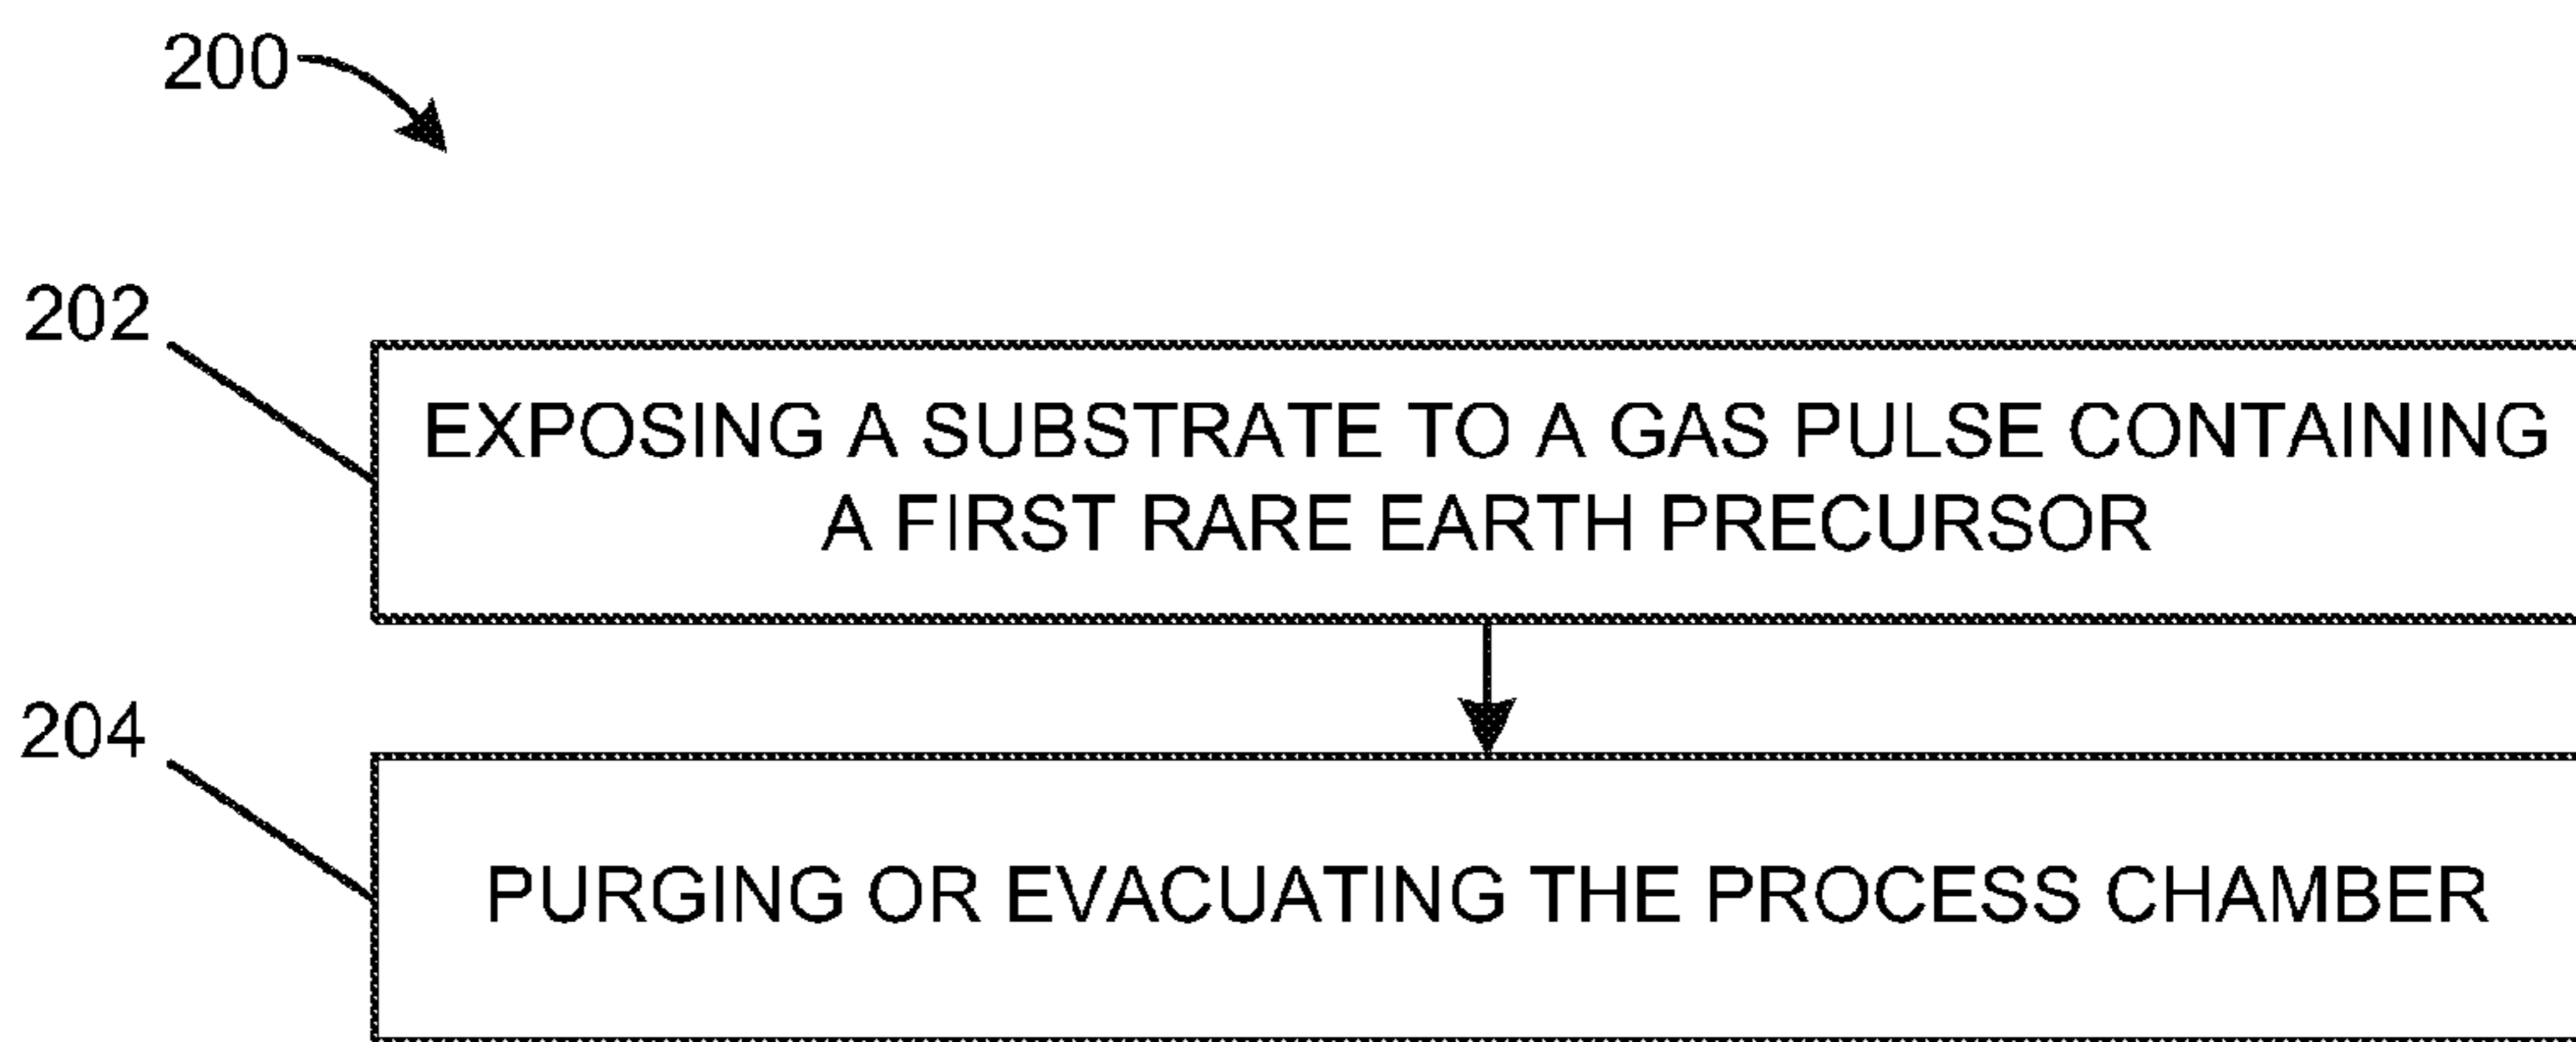 200
202
EXPOSING A SUBSTRATE TO A GAS PULSE CONTAINING
A FIRST RARE EARTH PRECURSOR
204
PURGING OR EVACUATING THE PROCESS CHAMBER